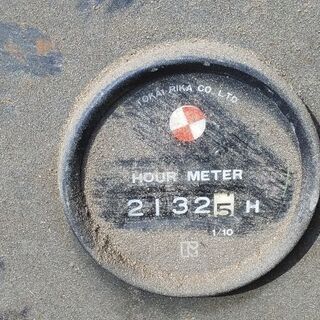 TOKAI RIKA CO., LTD.
HOUR METER
21325 H
1/10
R